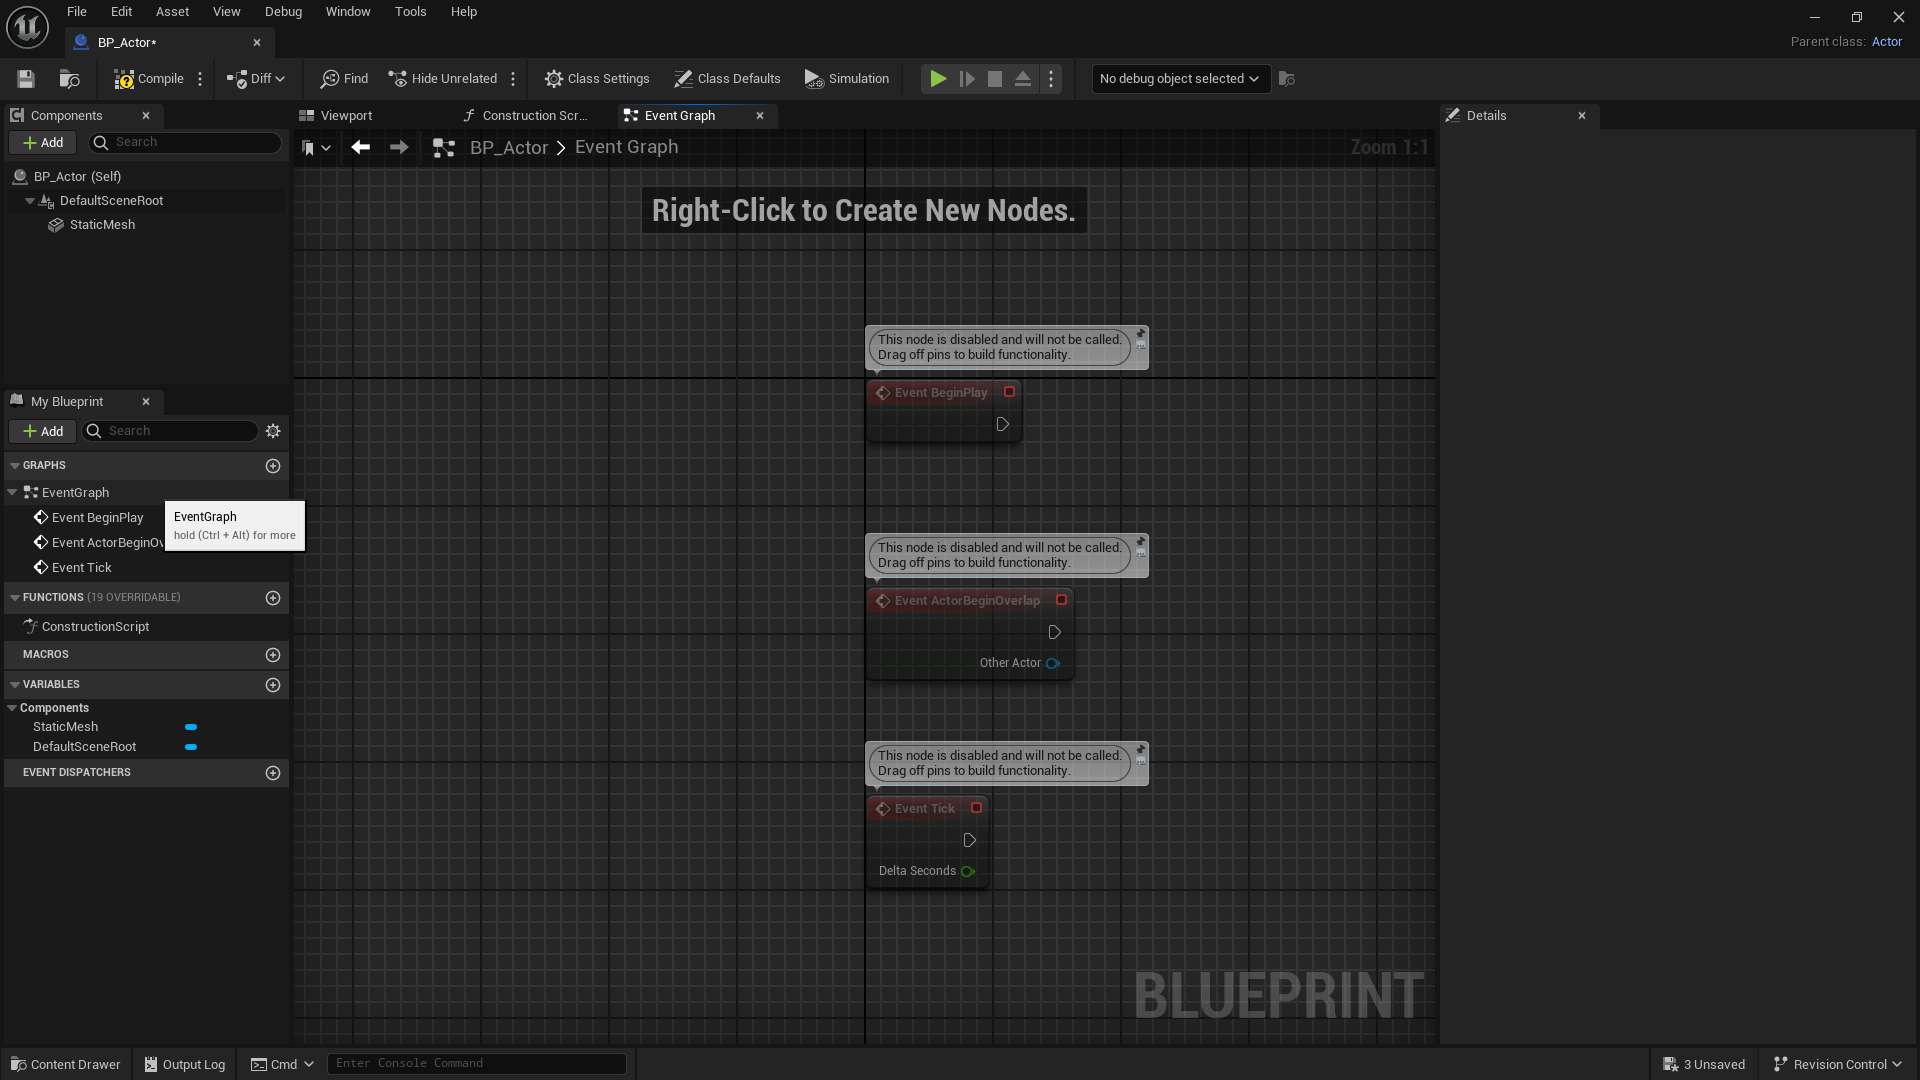 File Edit Asset View Debug Window Tools Help
BP_Actor*
Parent class: Actor
Compile
Diff
Find
Hide Unrelated
Class Settings
Class Defaults
Simulation
No debug object selected
Components
Add
Search
BP_Actor (Self)
DefaultSceneRoot
StaticMesh
My Blueprint
Add
Search
GRAPHS
EventGraph
Event BeginPlay
Event ActorBeginOv
Event Tick
EventGraph
hold (Ctrl + Alt) for more
FUNCTIONS (19 OVERRIDABLE)
ConstructionScript
MACROS
VARIABLES
Components
StaticMesh
DefaultSceneRoot
EVENT DISPATCHERS
Viewport
Construction Scr...
Event Graph
BP_Actor > Event Graph
Zoom 1:1
Right-Click to Create New Nodes.
This node is disabled and will not be called.
Drag off pins to build functionality.
Event BeginPlay
This node is disabled and will not be called.
Drag off pins to build functionality.
Event ActorBeginOverlap
Other Actor
This node is disabled and will not be called.
Drag off pins to build functionality.
Event Tick
Delta Seconds
BLUEPRINT
Details
Content Drawer
Output Log
Cmd
Enter Console Command
3 Unsaved
Revision Control